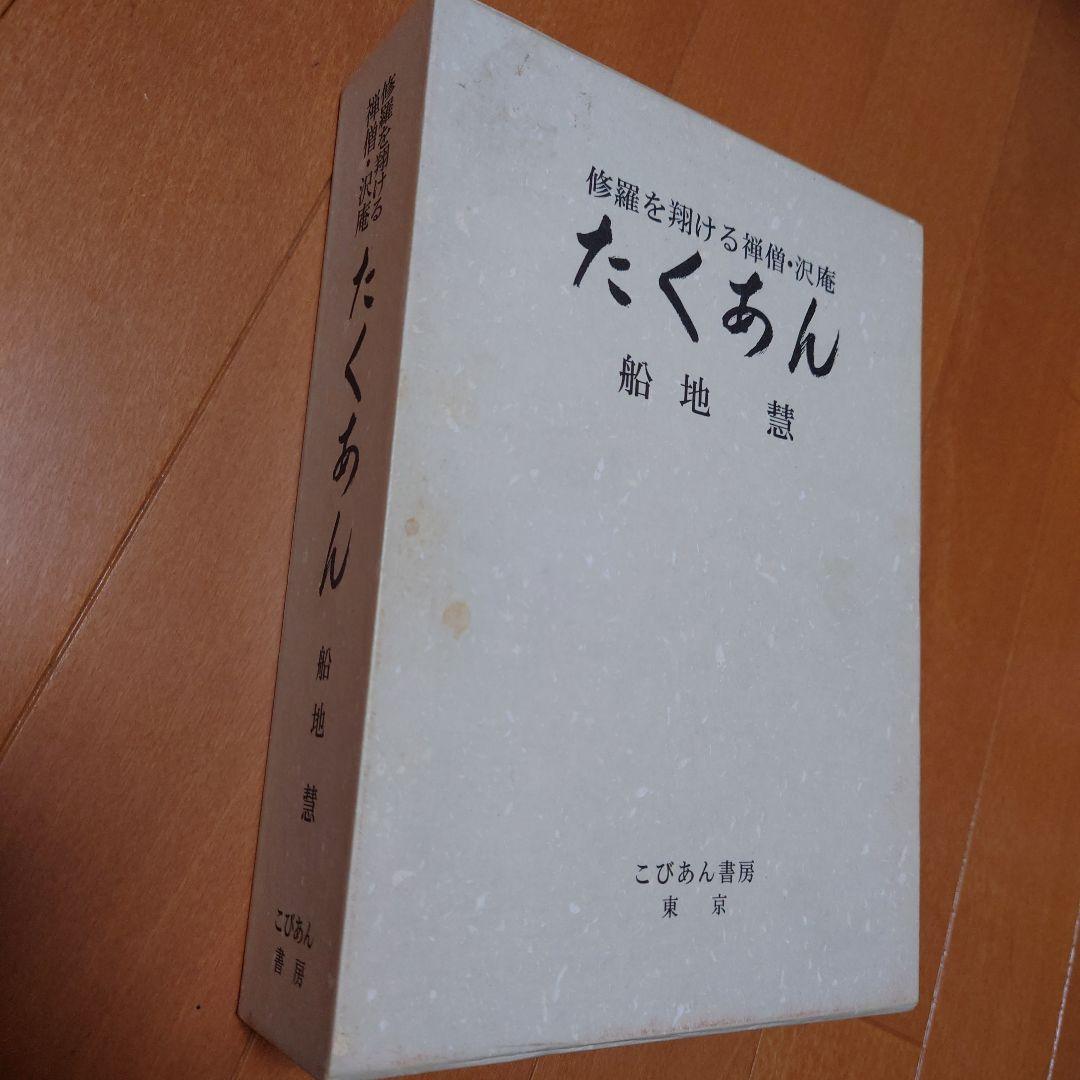 修羅を翔ける
禅僧・沢庵
たくあん
船地慧
こびあん
書房
修羅を翔ける禅僧・沢庵
たくあん
船地 慧
こびあん書房
東京